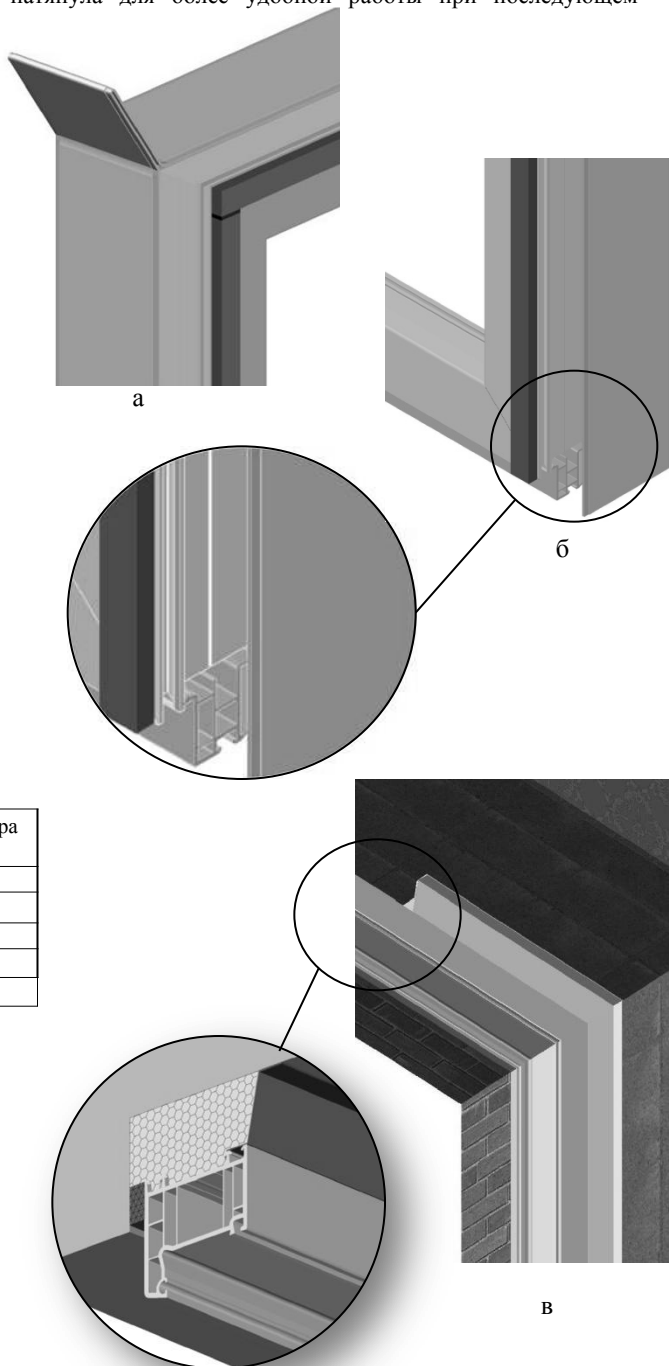 натянула для более удобной работы при последующем
а
б
ра
в